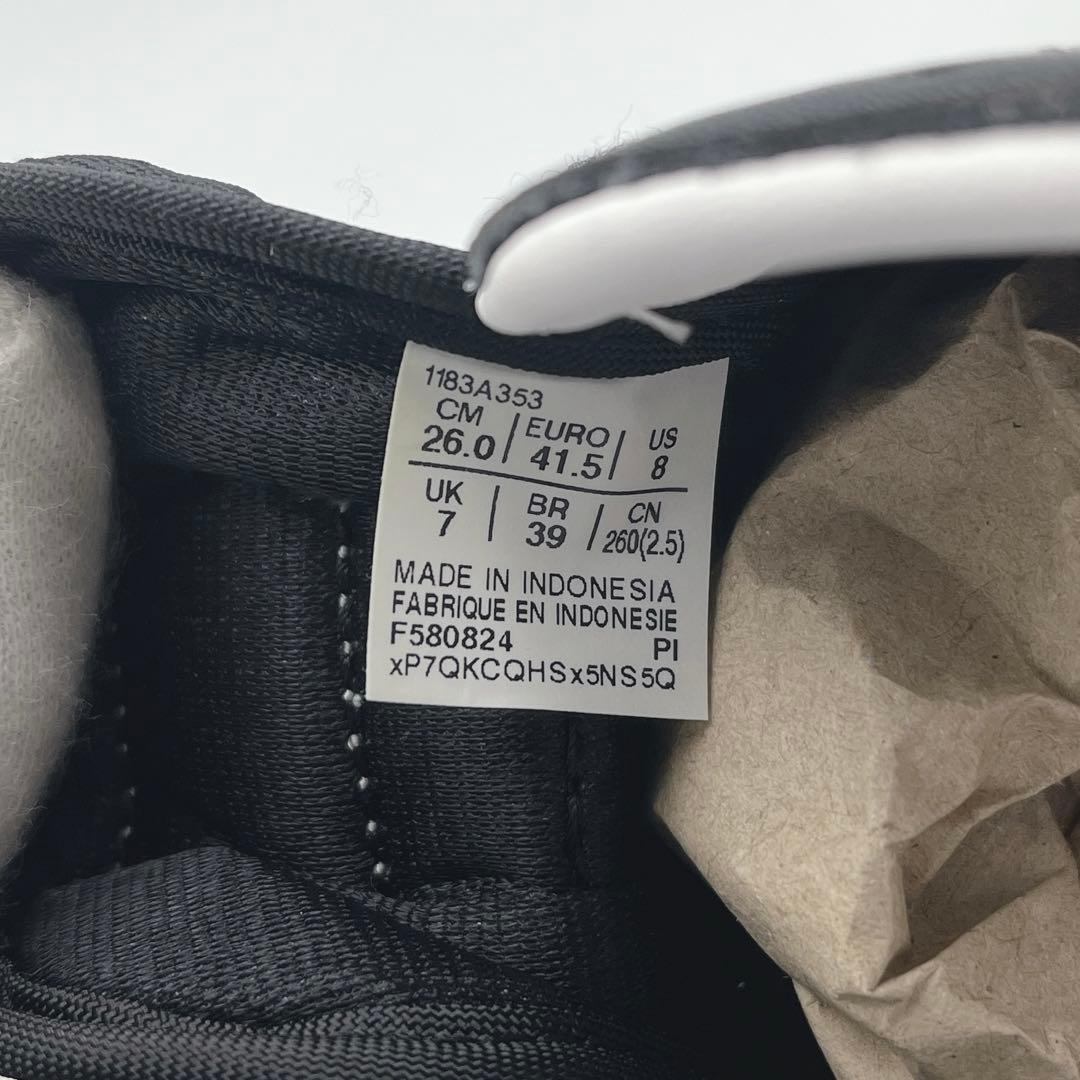 1183A353
CM / EURO / US
26.0 / 41.5 / 8
UK | BR / CN
7 | 39 / 260(2.5)
MADE IN INDONESIA
FABRIQUE EN INDONESIE
F580824 PI
xP7QKCQHSx5NS5Q